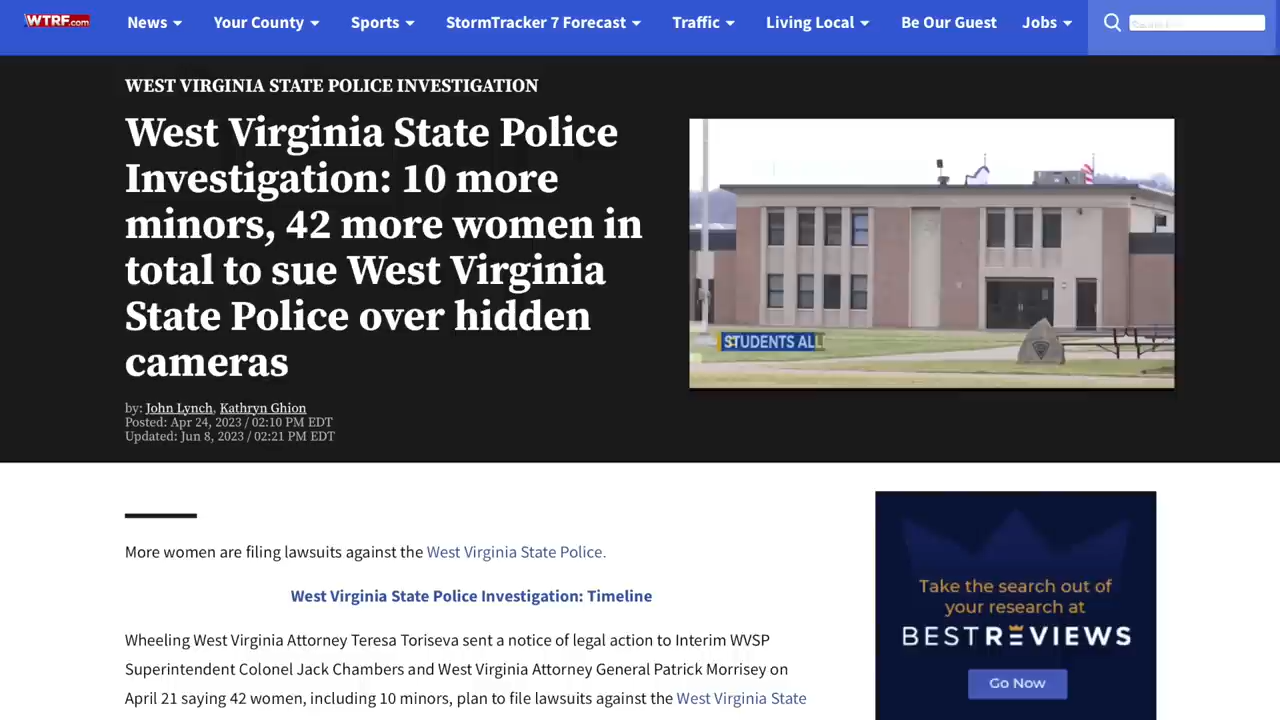 WTRF.com
News
Your County
Sports
StormTracker 7 Forecast
Traffic
Living Local
Be Our Guest
Jobs
WEST VIRGINIA STATE POLICE INVESTIGATION
West Virginia State Police
Investigation: 10 more
minors, 42 more women in
total to sue West Virginia
State Police over hidden
cameras
by: John Lynch, Kathryn Ghion
Posted: Apr 24, 2023 / 02:10 PM EDT
Updated: Jun 8, 2023 / 02:21 PM EDT
STUDENTS ALL
More women are filing lawsuits against the West Virginia State Police.
West Virginia State Police Investigation: Timeline
Wheeling West Virginia Attorney Teresa Toriseva sent a notice of legal action to Interim WVSP
Superintendent Colonel Jack Chambers and West Virginia Attorney General Patrick Morrisey on
April 21 saying 42 women, including 10 minors, plan to file lawsuits against the West Virginia State
Take the search out of
your research at
BESTREVIEWS
Go Now